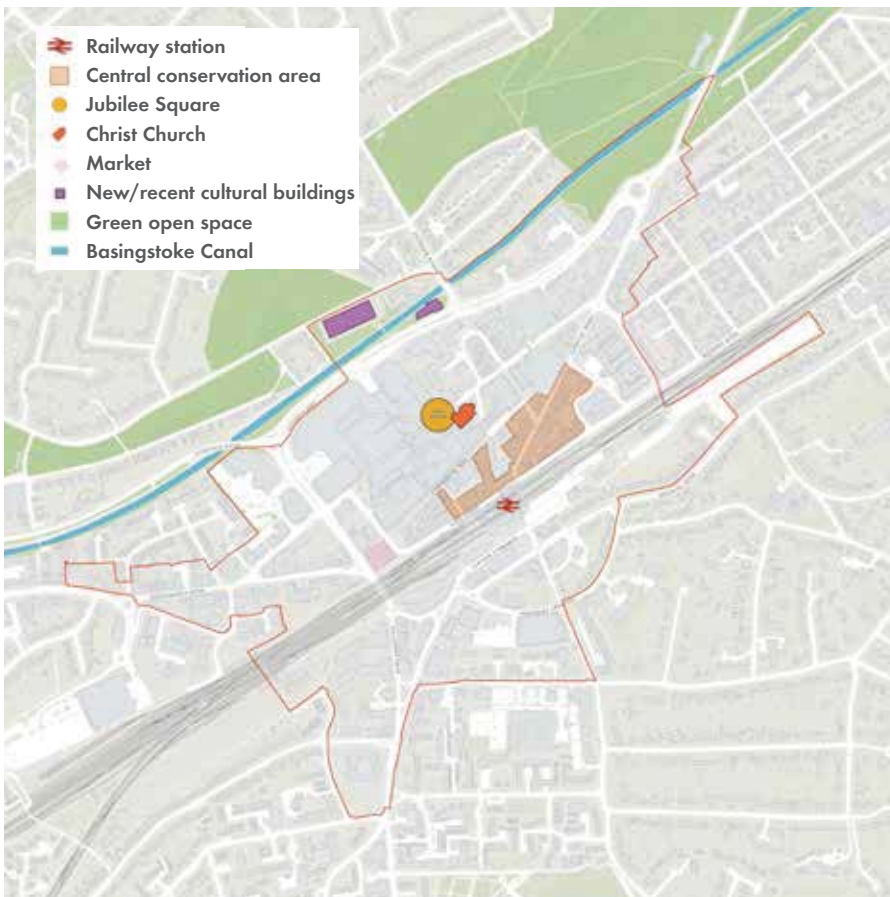 Railway station
Central conservation area
Jubilee Square
Christ Church
Market
New/recent cultural buildings
Green open space
Basingstoke Canal